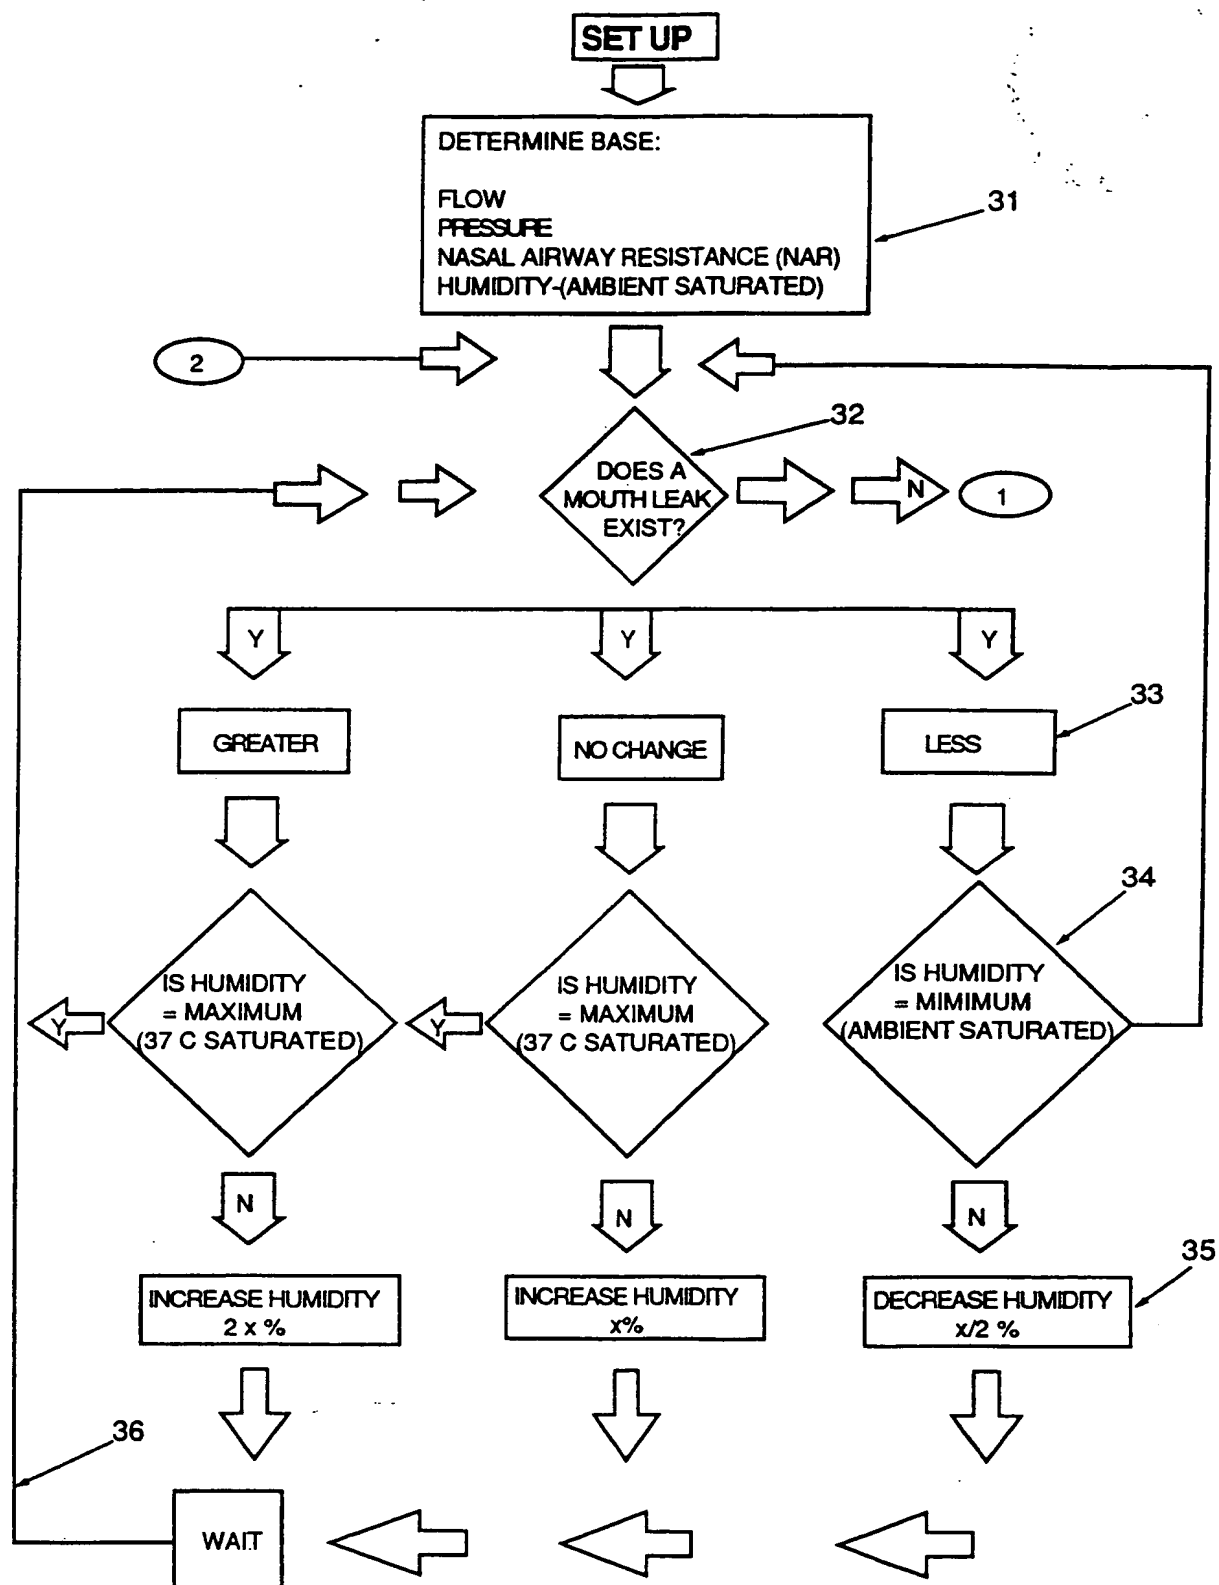 SET UP
DETERMINE BASE:
FLOW
PRESSURE
NASAL AIRWAY RESISTANCE (NAR)
HUMIDITY-(AMBIENT SATURATED)
31
2
32
DOES A
MOUTH LEAK
EXIST?
N
1
Y
Y
Y
33
GREATER
NO CHANGE
LESS
34
IS HUMIDITY
= MAXIMUM
(37 C SATURATED)
Y
IS HUMIDITY
= MAXIMUM
(37 C SATURATED)
Y
IS HUMIDITY
= MIMIMUM
(AMBIENT SATURATED)
N
N
N
35
INCREASE HUMIDITY
2 x %
INCREASE HUMIDITY
x%
DECREASE HUMIDITY
x/2 %
36
WAIT